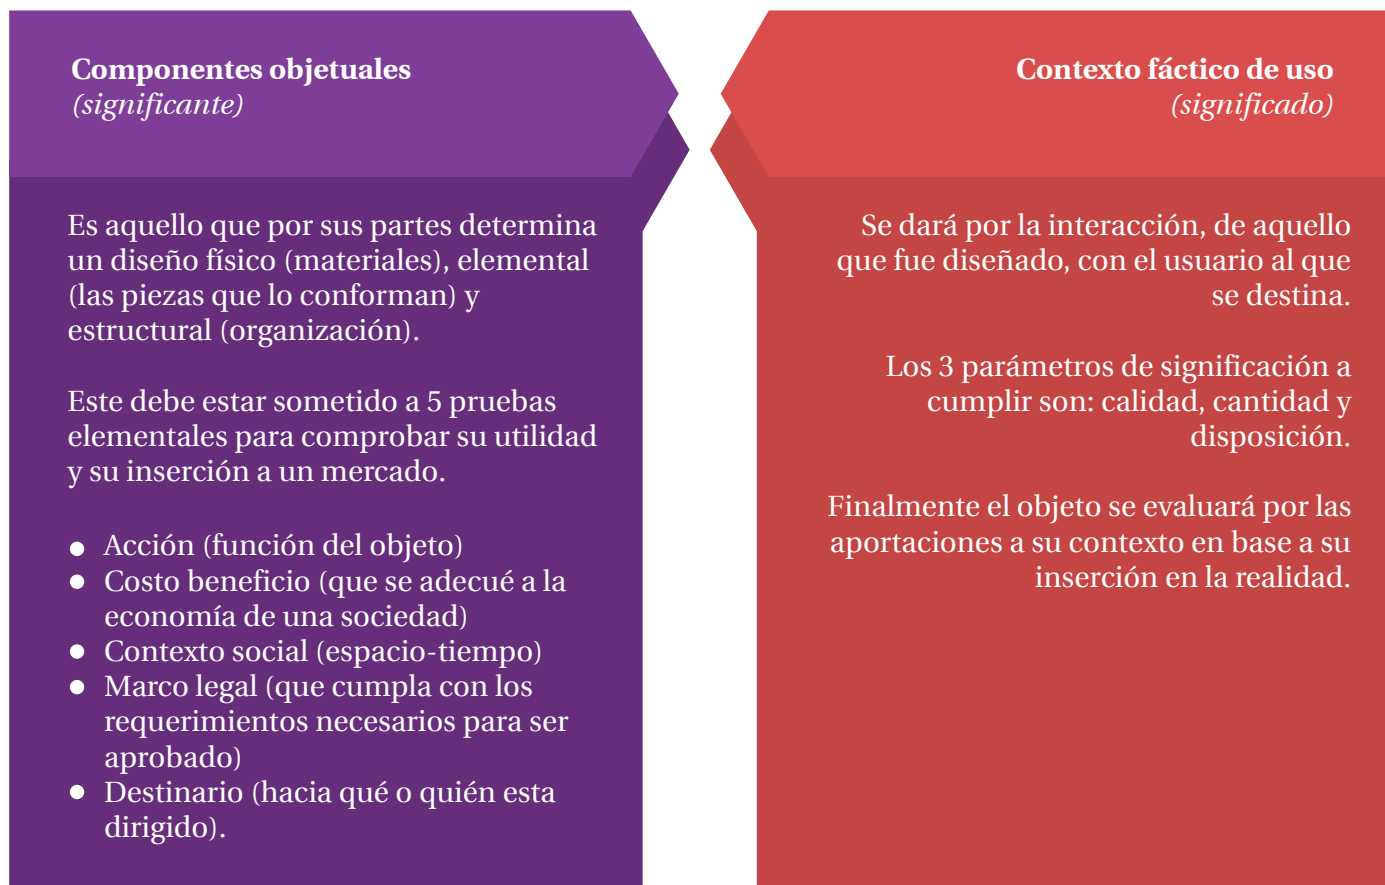 Componentes objetuales
(significante)
Es aquello que por sus partes determina
un diseño físico (materiales), elemental
(las piezas que lo conforman) y
estructural (organización).
Este debe estar sometido a 5 pruebas
elementales para comprobar su utilidad
y su inserción a un mercado.
● Acción (función del objeto)
● Costo beneficio (que se adecué a la
economía de una sociedad)
● Contexto social (espacio-tiempo)
● Marco legal (que cumpla con los
requerimientos necesarios para ser
aprobado)
● Destinario (hacia qué o quién esta
dirigido).
Contexto fáctico de uso
(significado)
Se dará por la interacción, de aquello
que fue diseñado, con el usuario al que
se destina.
Los 3 parámetros de significación a
cumplir son: calidad, cantidad y
disposición.
Finalmente el objeto se evaluará por las
aportaciones a su contexto en base a su
inserción en la realidad.